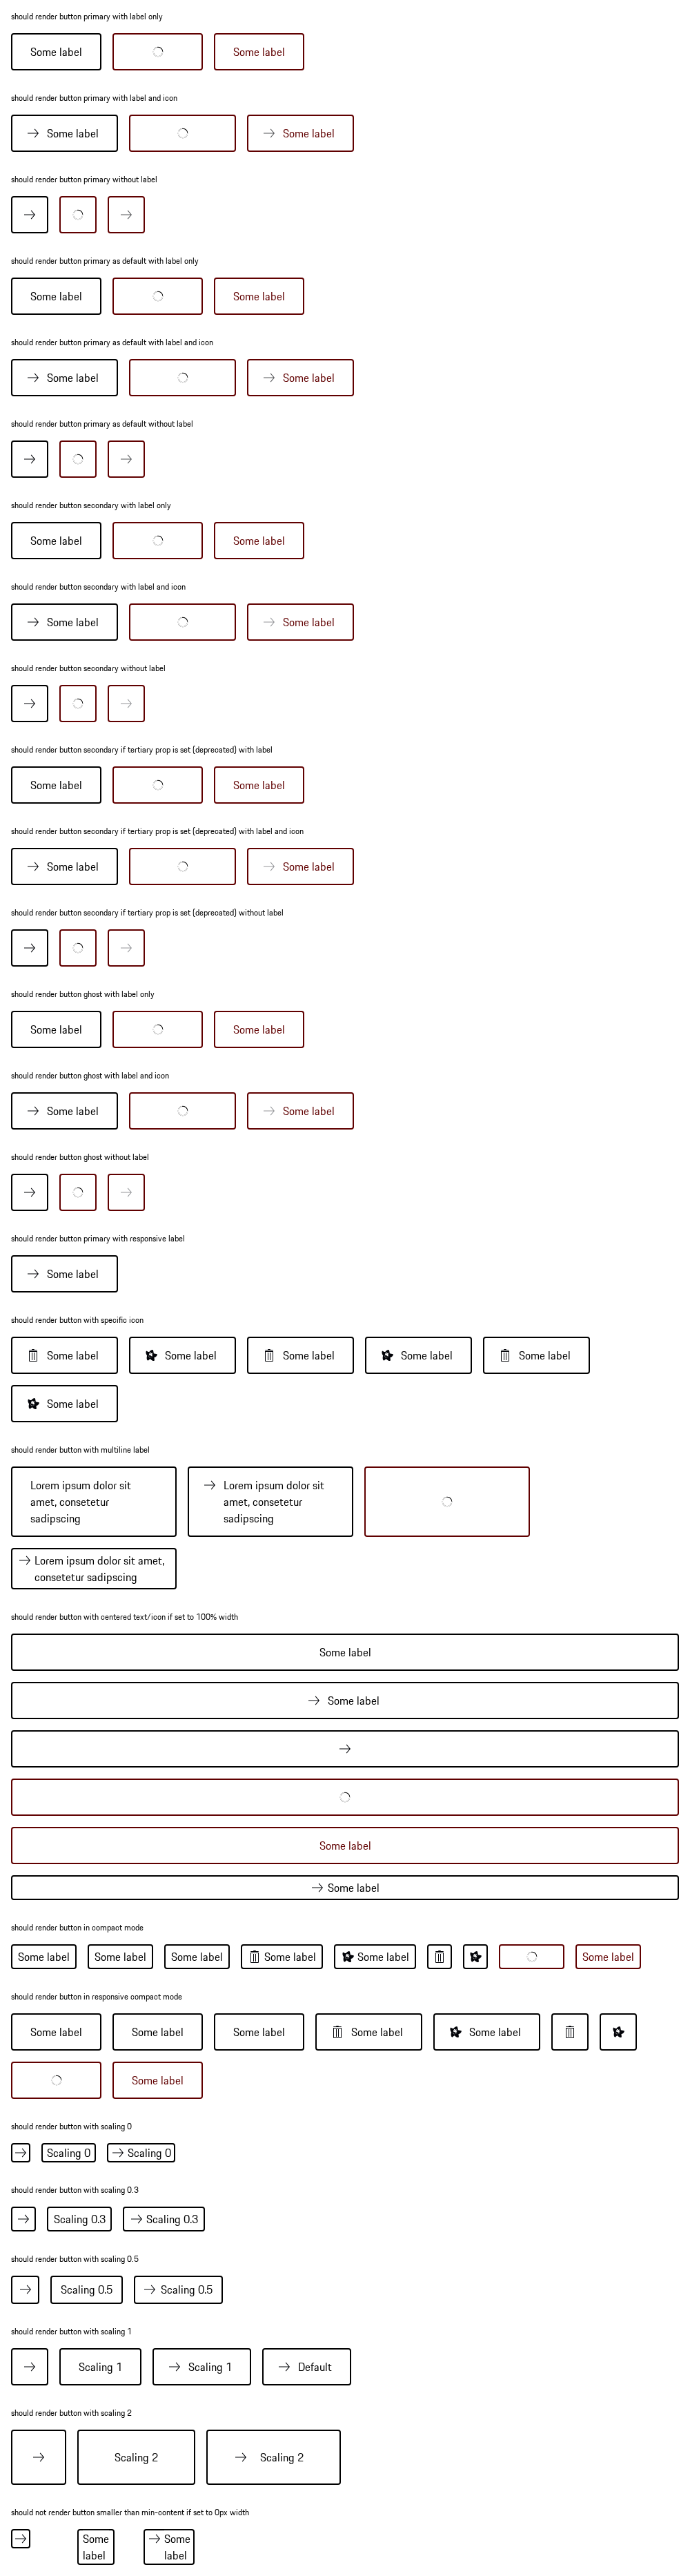 should render button primary with label only
Some label Some label
should render button primary with label and icon
Some label Some label
should render button primary without label
should render button primary as default with label only
Some label Some label
should render button primary as default with label and icon
Some label Some label
should render button primary as default without label
should render button secondary with label only
Some label Some label
should render button secondary with label and icon
Some label Some label
should render button secondary without label
should render button secondary if tertiary prop is set (deprecated) with label
Some label Some label
should render button secondary if tertiary prop is set (deprecated) with label and icon
Some label Some label
should render button secondary if tertiary prop is set (deprecated) without label
should render button ghost with label only
Some label Some label
should render button ghost with label and icon
Some label Some label
should render button ghost without label
should render button primary with responsive label
Some label
should render button with specific icon
Some label Some label Some label Some label Some label
Some label
should render button with multiline label
Lorem ipsum dolor sit
amet, consetetur
sadipscing
Lorem ipsum dolor sit
amet, consetetur
sadipscing
Lorem ipsum dolor sit amet,
consetetur sadipscing
should render button with centered text/icon if set to 100% width
Some label
Some label
Some label
Some label
should render button in compact mode
Some label Some label Some label Some label Some label Some label
should render button in responsive compact mode
Some label Some label Some label Some label Some label
Some label
should render button with scaling 0
Scaling 0 Scaling 0
should render button with scaling 0.3
Scaling 0.3 Scaling 0.3
should render button with scaling 0.5
Scaling 0.5 Scaling 0.5
should render button with scaling 1
Scaling 1 Scaling 1 Default
should render button with scaling 2
Scaling 2 Scaling 2
should not render button smaller than min-content if set to 0px width
Some
label
Some
label